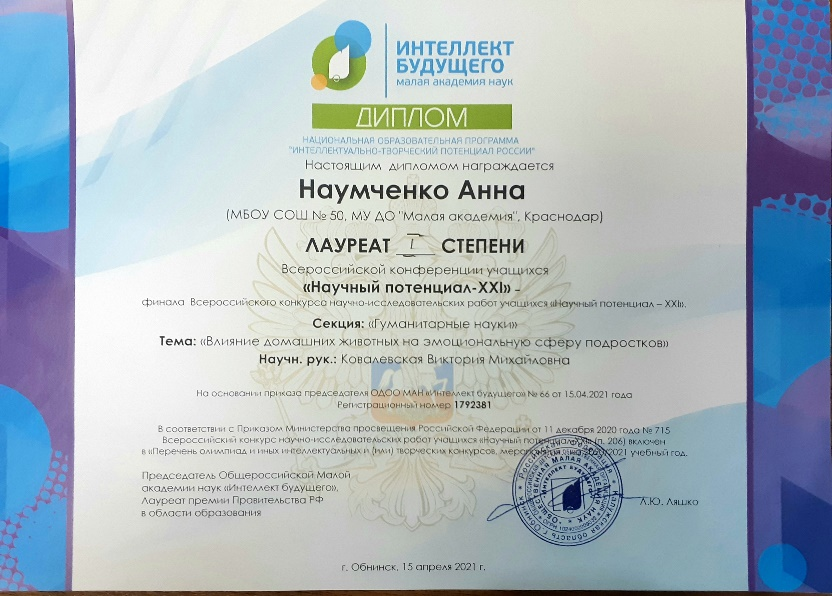 ИНТЕЛЛЕКТ
БУДУЩЕГО
малая академия наук
ДИПЛОМ
НАЦИОНАЛЬНАЯ ОБРАЗОВАТЕЛЬНАЯ ПРОГРАММА
"ИНТЕЛЛЕКТУАЛЬНО-ТВОРЧЕСКИЙ ПОТЕНЦИАЛ РОССИИ"
Настоящим дипломом награждается
Наумченко Анна
(МБОУ СОШ № 50, МУ ДО "Малая академия", Краснодар)
ЛАУРЕАТ I СТЕПЕНИ
Всероссийской конференции учащихся
«Научный потенциал-XXI» –
финала Всероссийского конкурса научно-исследовательских работ учащихся «Научный потенциал – XXI».
Секция: «Гуманитарные науки»
Тема: «Влияние домашних животных на эмоциональную сферу подростков»
Научн. рук.: Ковалевская Виктория Михайловна
На основании приказа председателя ОДОО МАН «Интеллект будущего» № 66 от 15.04.2021 года
Регистрационный номер 1792381
В соответствии с Приказом Министерства просвещения Российской Федерации от 11 декабря 2020 года № 715
Всероссийский конкурс научно-исследовательских работ учащихся «Научный (п. 206) включен
в «Перечень олимпиад и иных интеллектуальных и (или) творческих конкурсов, учебный год.
Председатель Общероссийской Малой
академии наук «Интеллект будущего»,
Лауреат премии Правительства РФ
в области образования
Л.Ю. Ляшко
г. Обнинск, 15 апреля 2021 г.